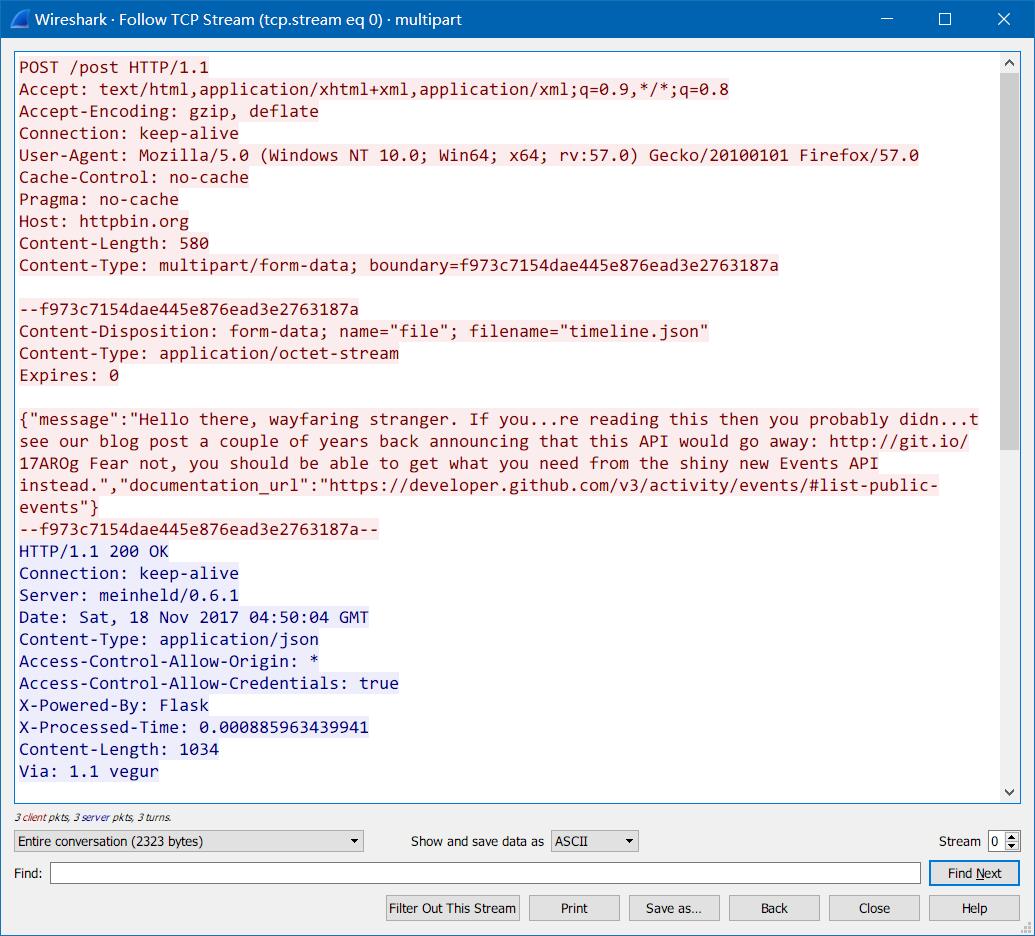 Wireshark · Follow TCP Stream (tcp.stream eq 0) · multipart
POST /post HTTP/1.1
Accept: text/html,application/xhtml+xml,application/xml;q=0.9,*/*;q=0.8
Accept-Encoding: gzip, deflate
Connection: keep-alive
User-Agent: Mozilla/5.0 (Windows NT 10.0; Win64; x64; rv:57.0) Gecko/20100101 Firefox/57.0
Cache-Control: no-cache
Pragma: no-cache
Host: httpbin.org
Content-Length: 580
Content-Type: multipart/form-data; boundary=f973c7154dae445e876ead3e2763187a
--f973c7154dae445e876ead3e2763187a
Content-Disposition: form-data; name="file"; filename="timeline.json"
Content-Type: application/octet-stream
Expires: 0
{"message":"Hello there, wayfaring stranger. If you...re reading this then you probably didn...t
see our blog post a couple of years back announcing that this API would go away: http://git.io/
17AROg Fear not, you should be able to get what you need from the shiny new Events API
instead.","documentation_url":"https://developer.github.com/v3/activity/events/#list-public-
events"}
--f973c7154dae445e876ead3e2763187a--
HTTP/1.1 200 OK
Connection: keep-alive
Server: meinheld/0.6.1
Date: Sat, 18 Nov 2017 04:50:04 GMT
Content-Type: application/json
Access-Control-Allow-Origin: *
Access-Control-Allow-Credentials: true
X-Powered-By: Flask
X-Processed-Time: 0.000885963439941
Content-Length: 1034
Via: 1.1 vegur
3 client pkts, 3 server pkts, 3 turns.
Entire conversation (2323 bytes) Show and save data as ASCII Stream 0
Find: Find Next
Filter Out This Stream Print Save as... Back Close Help